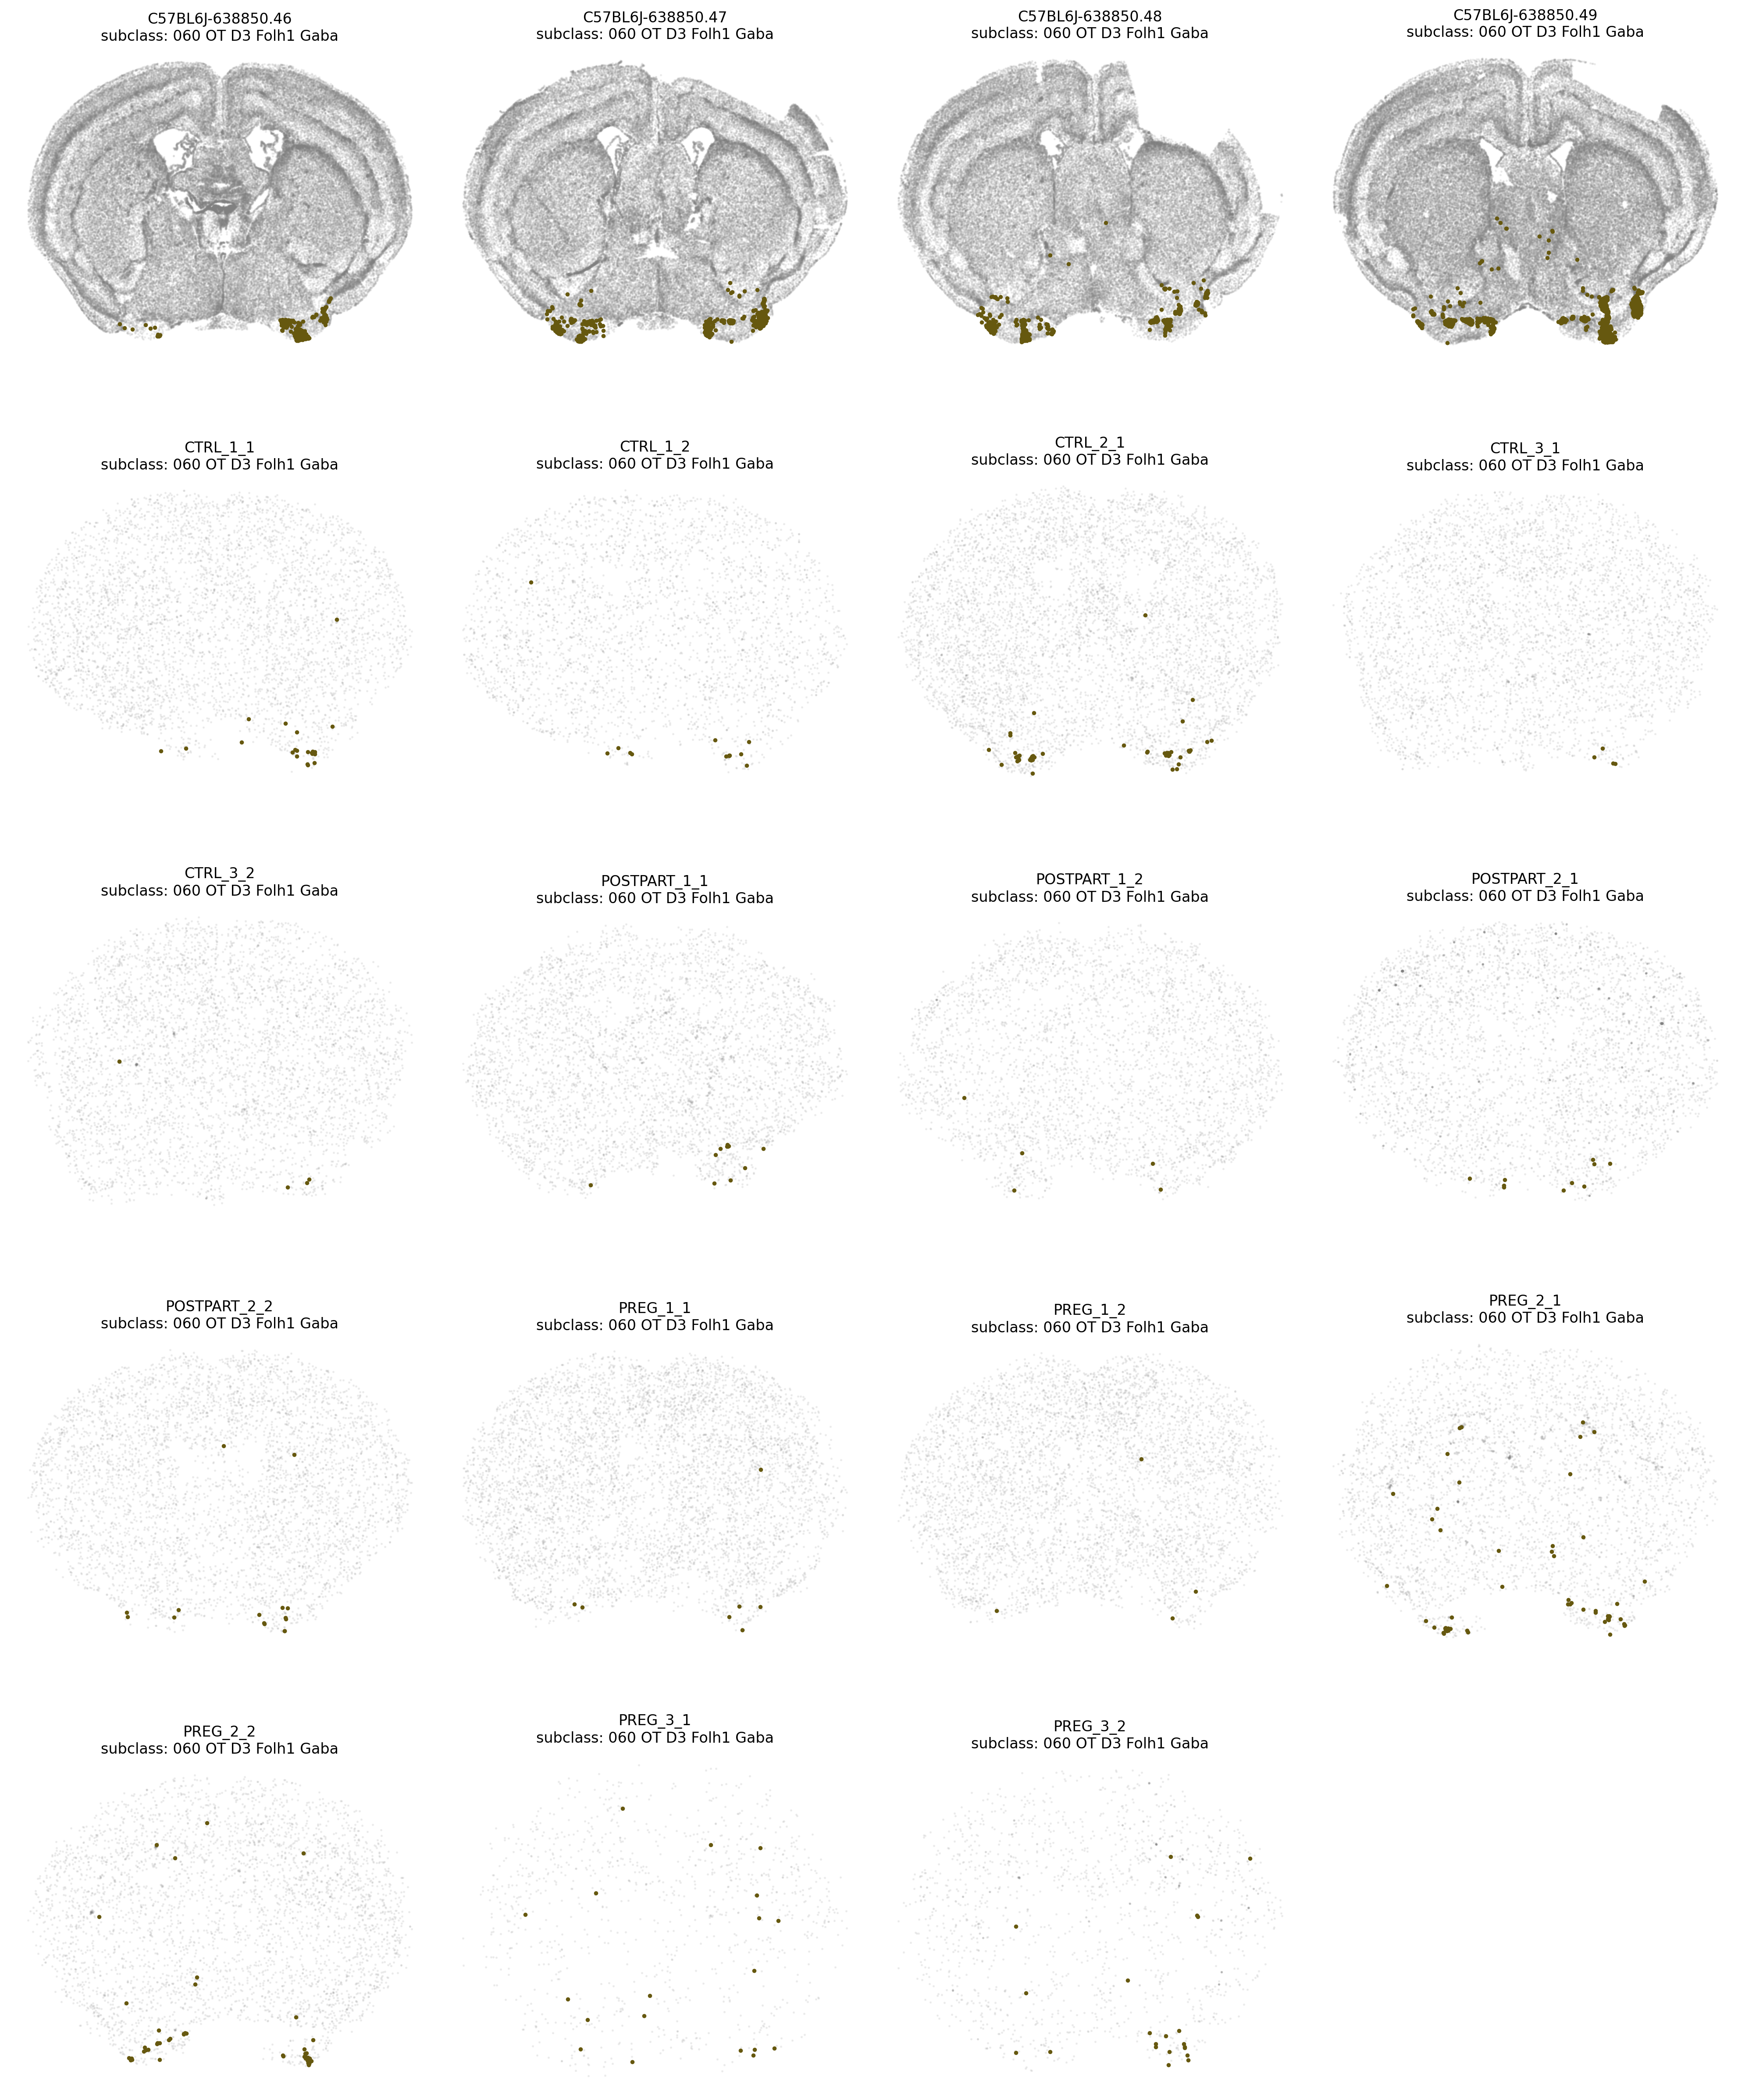 C57BL6J-638850.46
subclass: 060 OT D3 Folh1 Gaba
C57BL6J-638850.47
subclass: 060 OT D3 Folh1 Gaba
C57BL6J-638850.48
subclass: 060 OT D3 Folh1 Gaba
C57BL6J-638850.49
subclass: 060 OT D3 Folh1 Gaba
CTRL_1_1
subclass: 060 OT D3 Folh1 Gaba
CTRL_1_2
subclass: 060 OT D3 Folh1 Gaba
CTRL_2_1
subclass: 060 OT D3 Folh1 Gaba
CTRL_3_1
subclass: 060 OT D3 Folh1 Gaba
CTRL_3_2
subclass: 060 OT D3 Folh1 Gaba
POSTPART_1_1
subclass: 060 OT D3 Folh1 Gaba
POSTPART_1_2
subclass: 060 OT D3 Folh1 Gaba
POSTPART_2_1
subclass: 060 OT D3 Folh1 Gaba
POSTPART_2_2
subclass: 060 OT D3 Folh1 Gaba
PREG_1_1
subclass: 060 OT D3 Folh1 Gaba
PREG_1_2
subclass: 060 OT D3 Folh1 Gaba
PREG_2_1
subclass: 060 OT D3 Folh1 Gaba
PREG_2_2
subclass: 060 OT D3 Folh1 Gaba
PREG_3_1
subclass: 060 OT D3 Folh1 Gaba
PREG_3_2
subclass: 060 OT D3 Folh1 Gaba